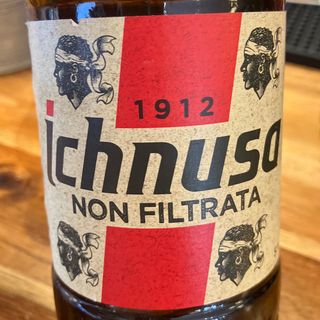 1912
ichnusa
NON FILTRATA